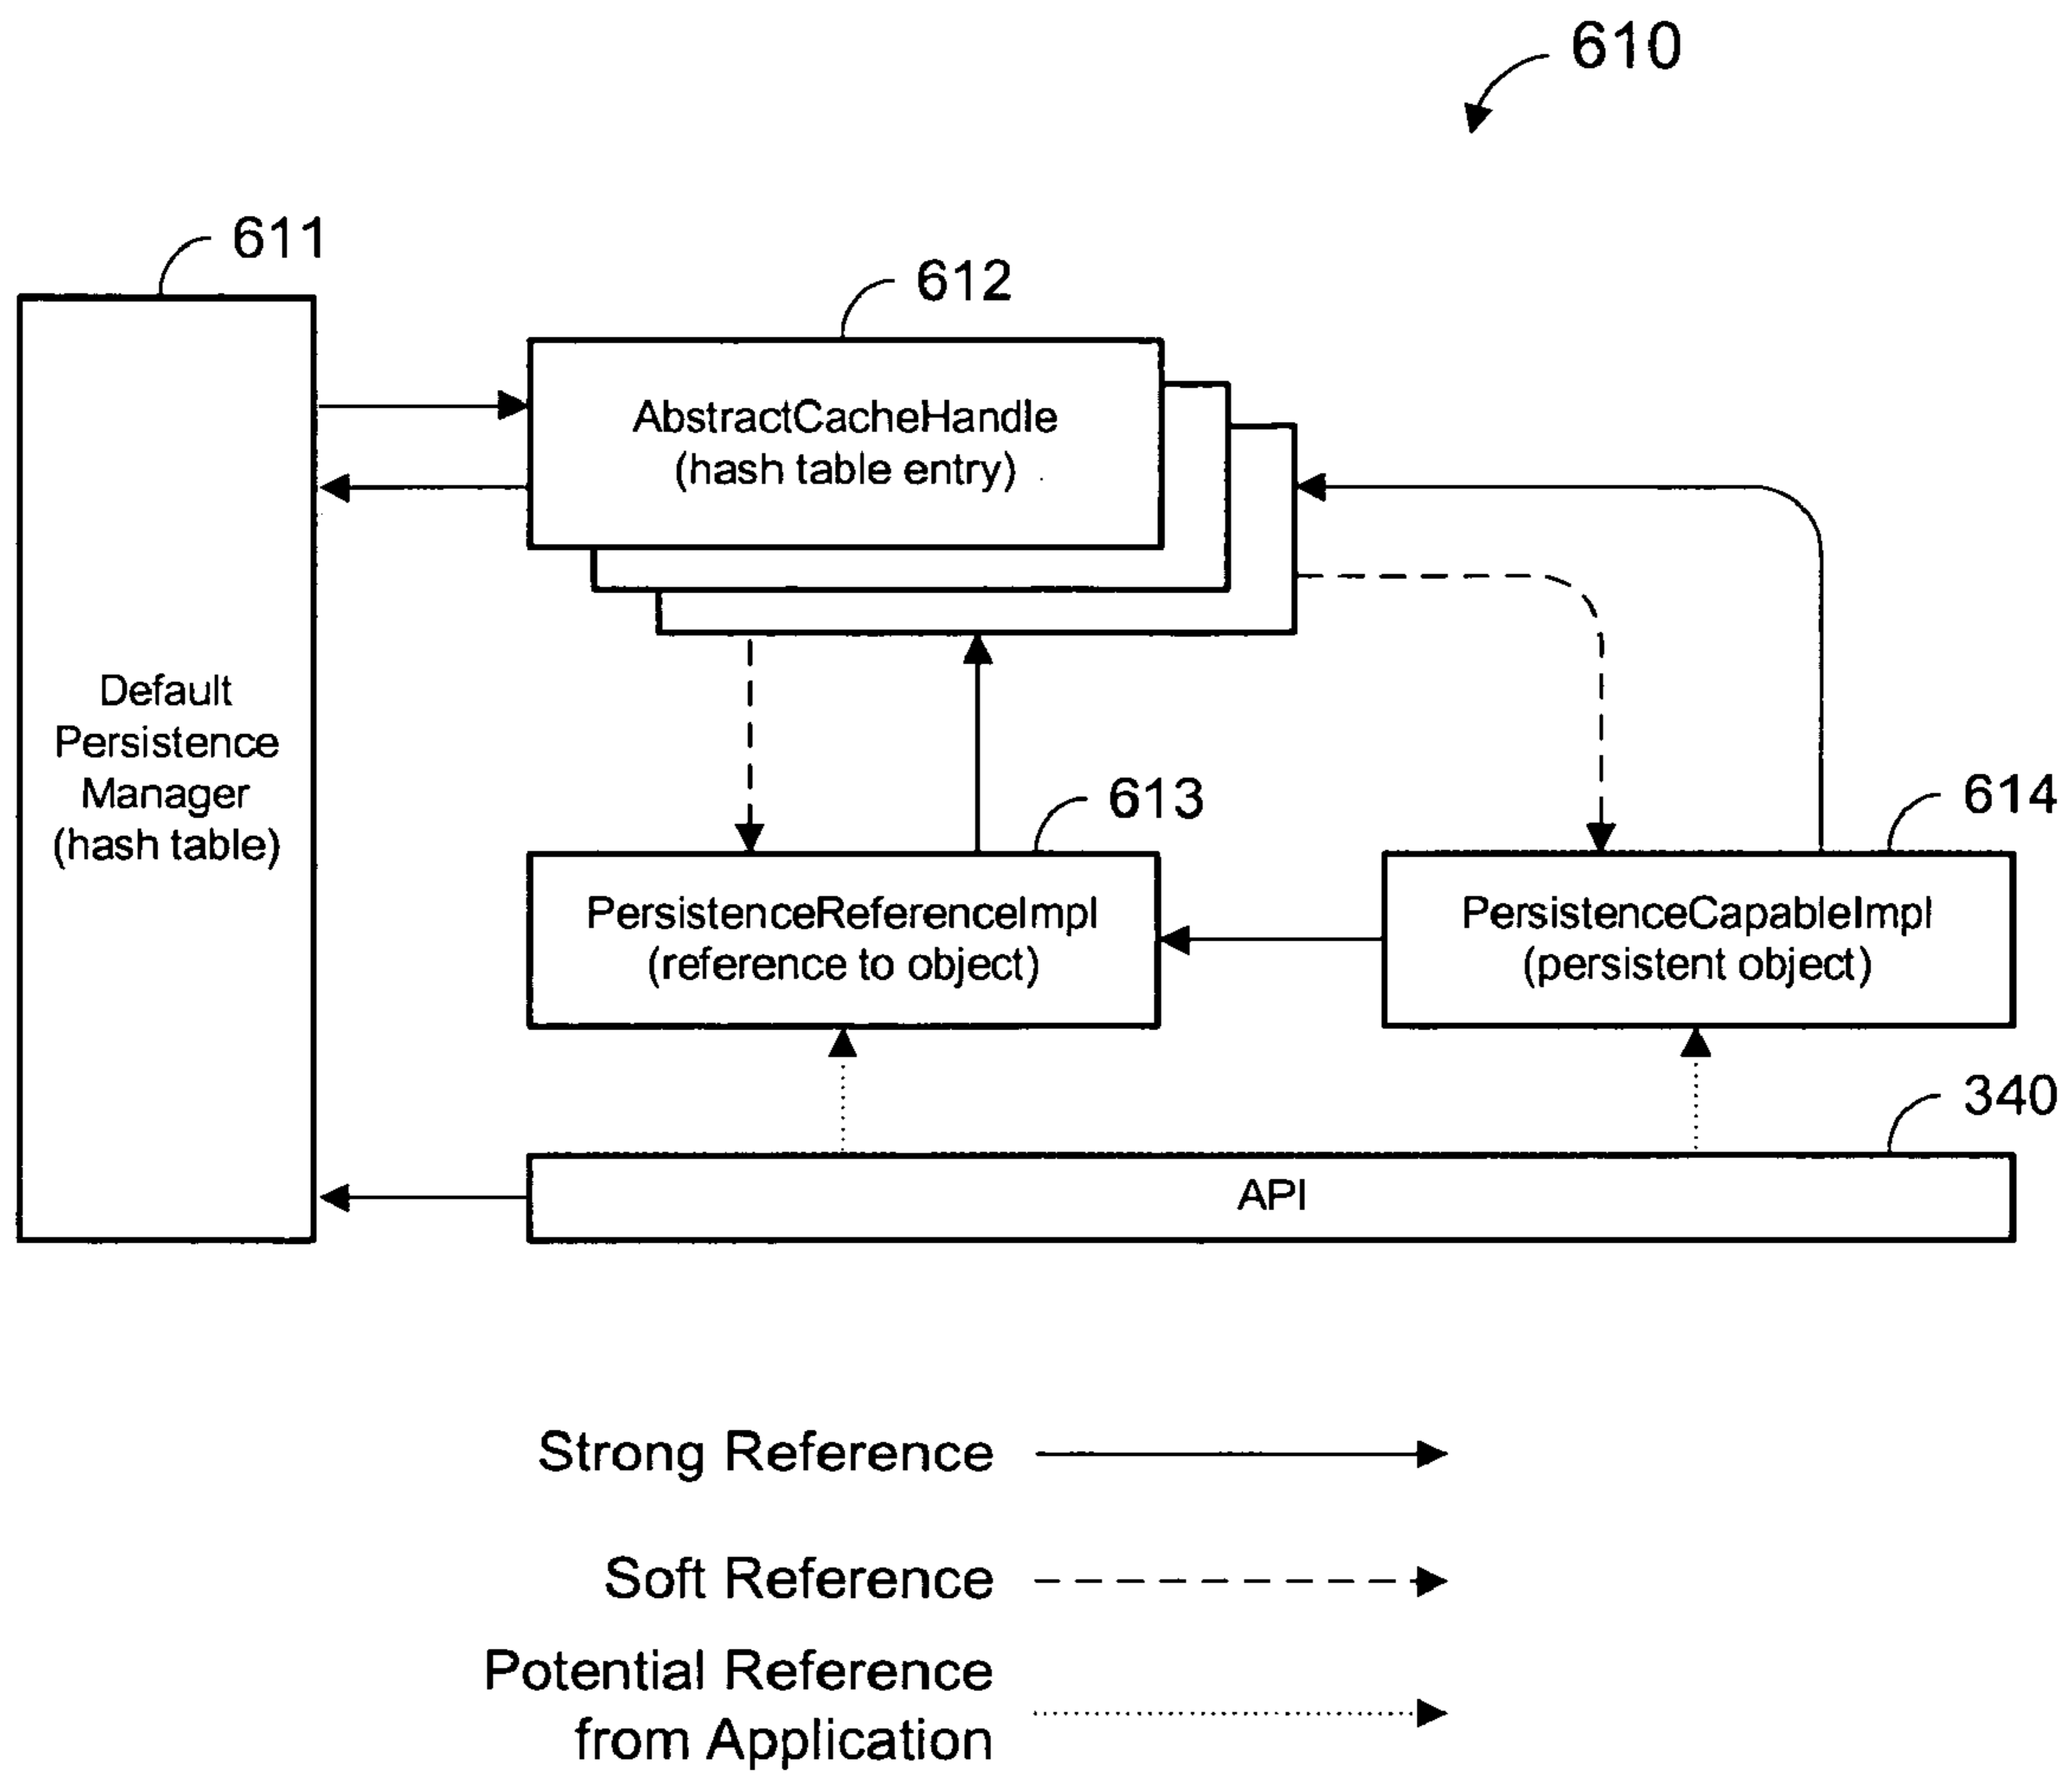 610
611
612
AbstractCacheHandle
(hash table entry)
Default
Persistence
Manager
(hash table)
613
614
PersistenceReferenceImpl
(reference to object)
PersistenceCapableImpl
(persistent object)
340
API
Strong Reference
Soft Reference
Potential Reference
from Application